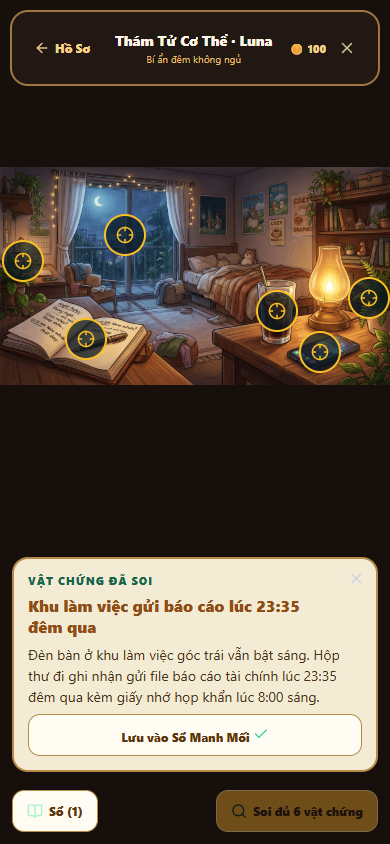 Hồ Sơ
Thám Tử Cơ Thể · Luna
Bí ẩn đêm không ngủ
100
COZY
VẬT CHỨNG ĐÃ SOI
Khu làm việc gửi báo cáo lúc 23:35
đêm qua
Đèn bàn ở khu làm việc góc trái vẫn bật sáng. Hộp
thư đi ghi nhận gửi file báo cáo tài chính lúc 23:35
đêm qua kèm giấy nhớ họp khẩn lúc 8:00 sáng.
Lưu vào Sổ Manh Mối
Sổ (1)
Soi đủ 6 vật chứng